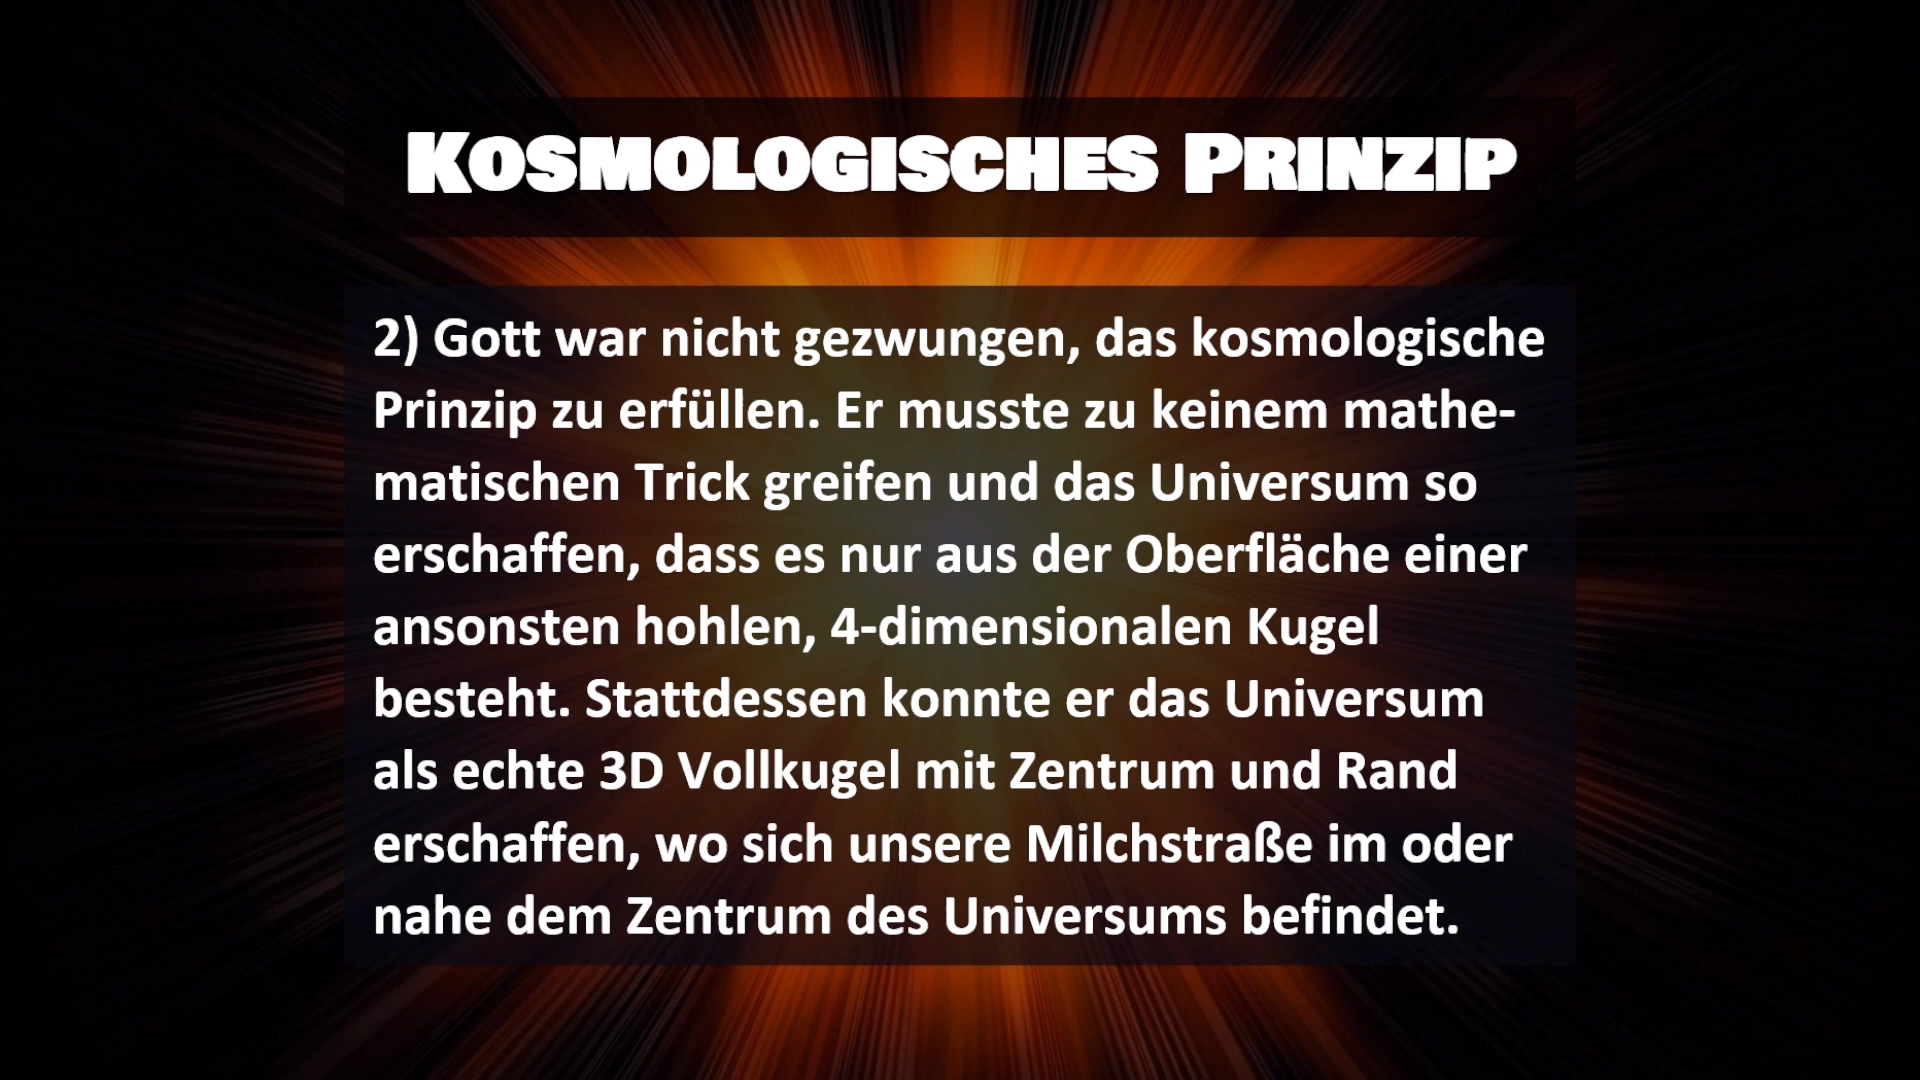 Kosmologisches Prinzip
2) Gott war nicht gezwungen, das kosmologische
Prinzip zu erfüllen. Er musste zu keinem mathe-
matischen Trick greifen und das Universum so
erschaffen, dass es nur aus der Oberfläche einer
ansonsten hohlen, 4-dimensionalen Kugel
besteht. Stattdessen konnte er das Universum
als echte 3D Vollkugel mit Zentrum und Rand
erschaffen, wo sich unsere Milchstraße im oder
nahe dem Zentrum des Universums befindet.